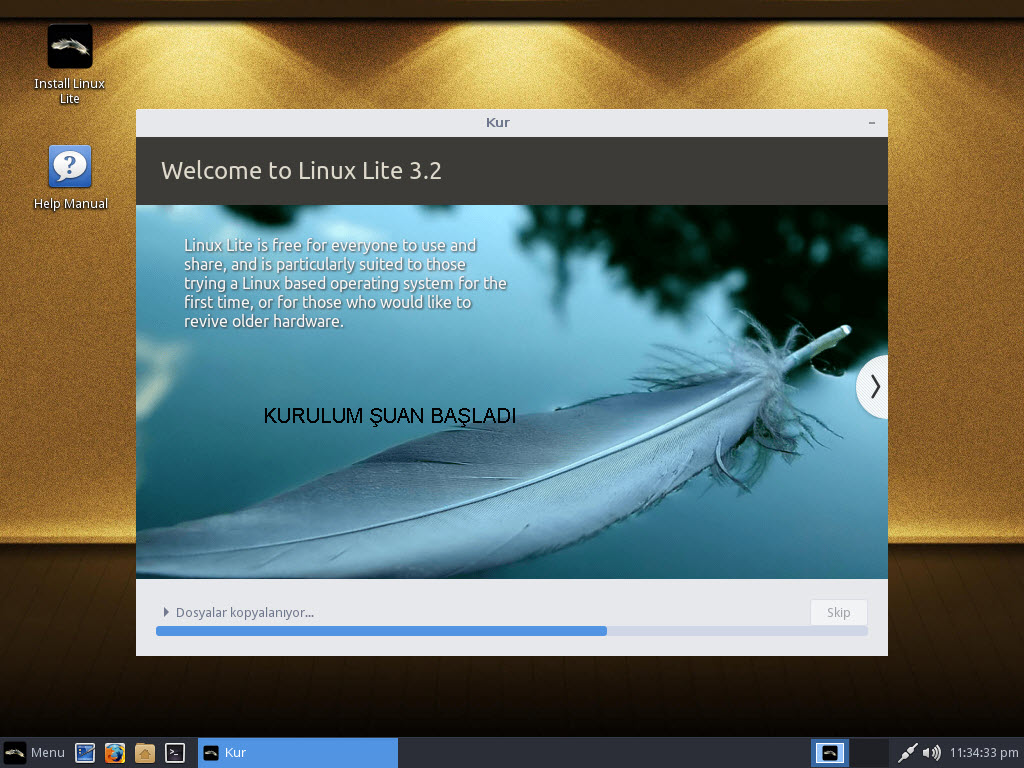 Install Linux
Lite
Help Manual
Kur
Welcome to Linux Lite 3.2
Linux Lite is free for everyone to use and
share, and is particularly suited to those
trying a Linux based operating system for the
first time, or for those who would like to
revive older hardware.
KURULUM ŞUAN BAŞLADI
Dosyalar kopyalanıyor...
Skip
Menu
Kur
11:34:33 pm